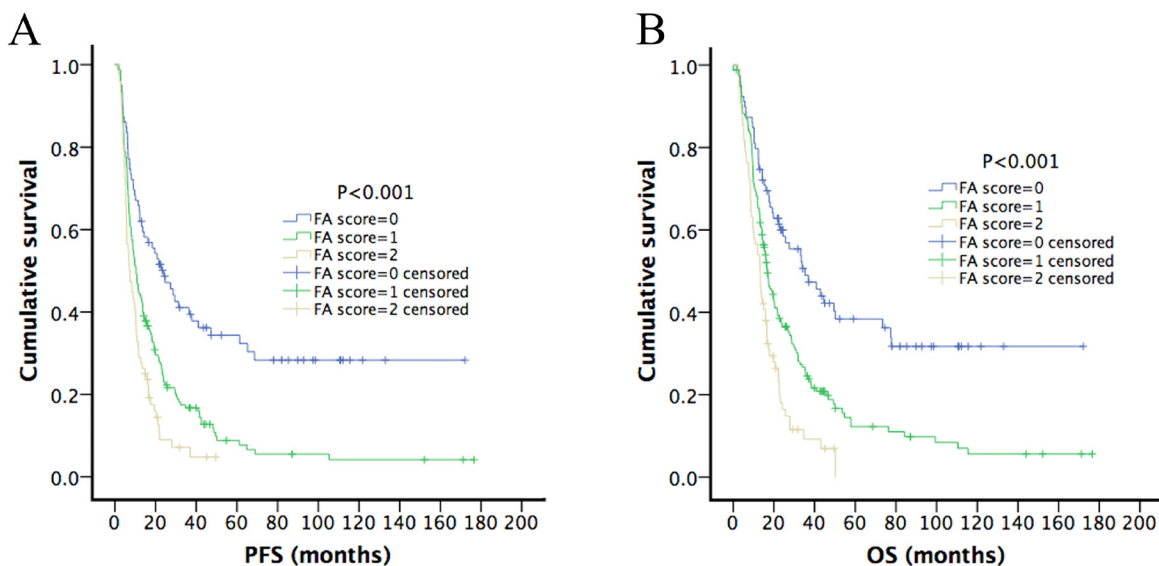 A
1.0
0.8
0.6
0.4
0.2
0.0
Cumulative survival
P<0.001
FA score=0
FA score=1
FA score=2
FA score=0 censored
FA score=1 censored
FA score=2 censored
0 20 40 60 80 100 120 140 160 180 200
PFS (months)
B
1.0
0.8
0.6
0.4
0.2
0.0
Cumulative survival
P<0.001
FA score=0
FA score=1
FA score=2
FA score=0 censored
FA score=1 censored
FA score=2 censored
0 20 40 60 80 100 120 140 160 180 200
OS (months)